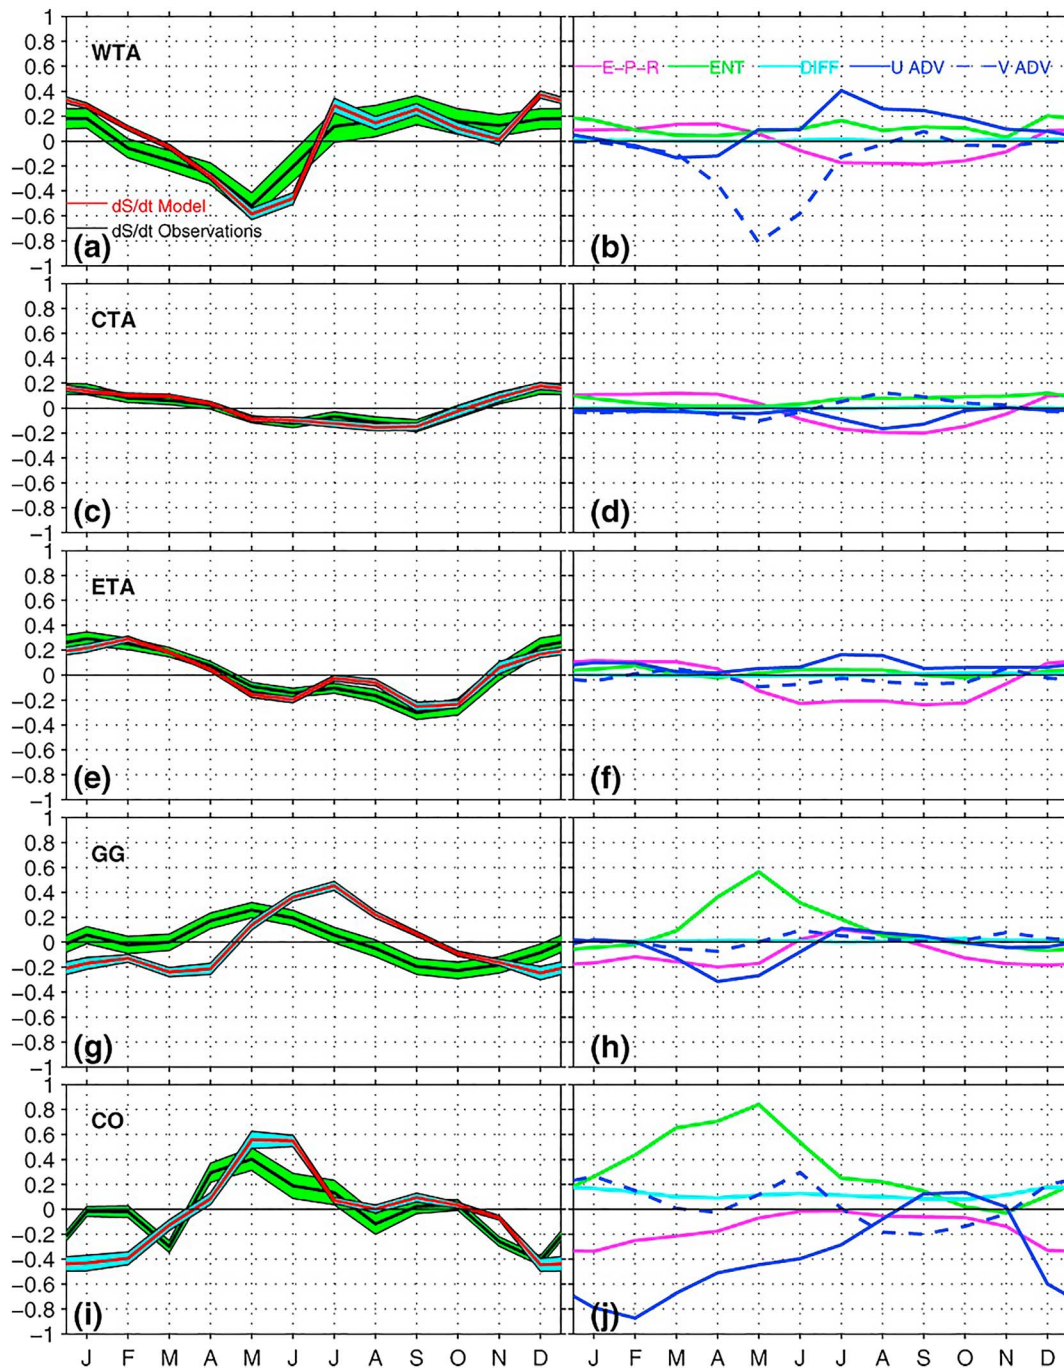 1
0.8
0.6
0.4
0.2
0
−0.2
−0.4
−0.6
−0.8
−1
WTA
dS/dt Model
dS/dt Observations
(a)
E−P−R ENT DIFF U ADV V ADV
(b)
1
0.8
0.6
0.4
0.2
0
−0.2
−0.4
−0.6
−0.8
−1
CTA
(c)
(d)
1
0.8
0.6
0.4
0.2
0
−0.2
−0.4
−0.6
−0.8
−1
ETA
(e)
(f)
1
0.8
0.6
0.4
0.2
0
−0.2
−0.4
−0.6
−0.8
−1
GG
(g)
(h)
1
0.8
0.6
0.4
0.2
0
−0.2
−0.4
−0.6
−0.8
−1
CO
(i)
(j)
J F M A M J J A S O N D
J F M A M J J A S O N D